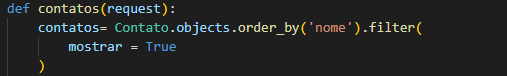 def contatos(request):
    contatos= Contato.objects.order_by('nome').filter(
        mostrar = True
    )